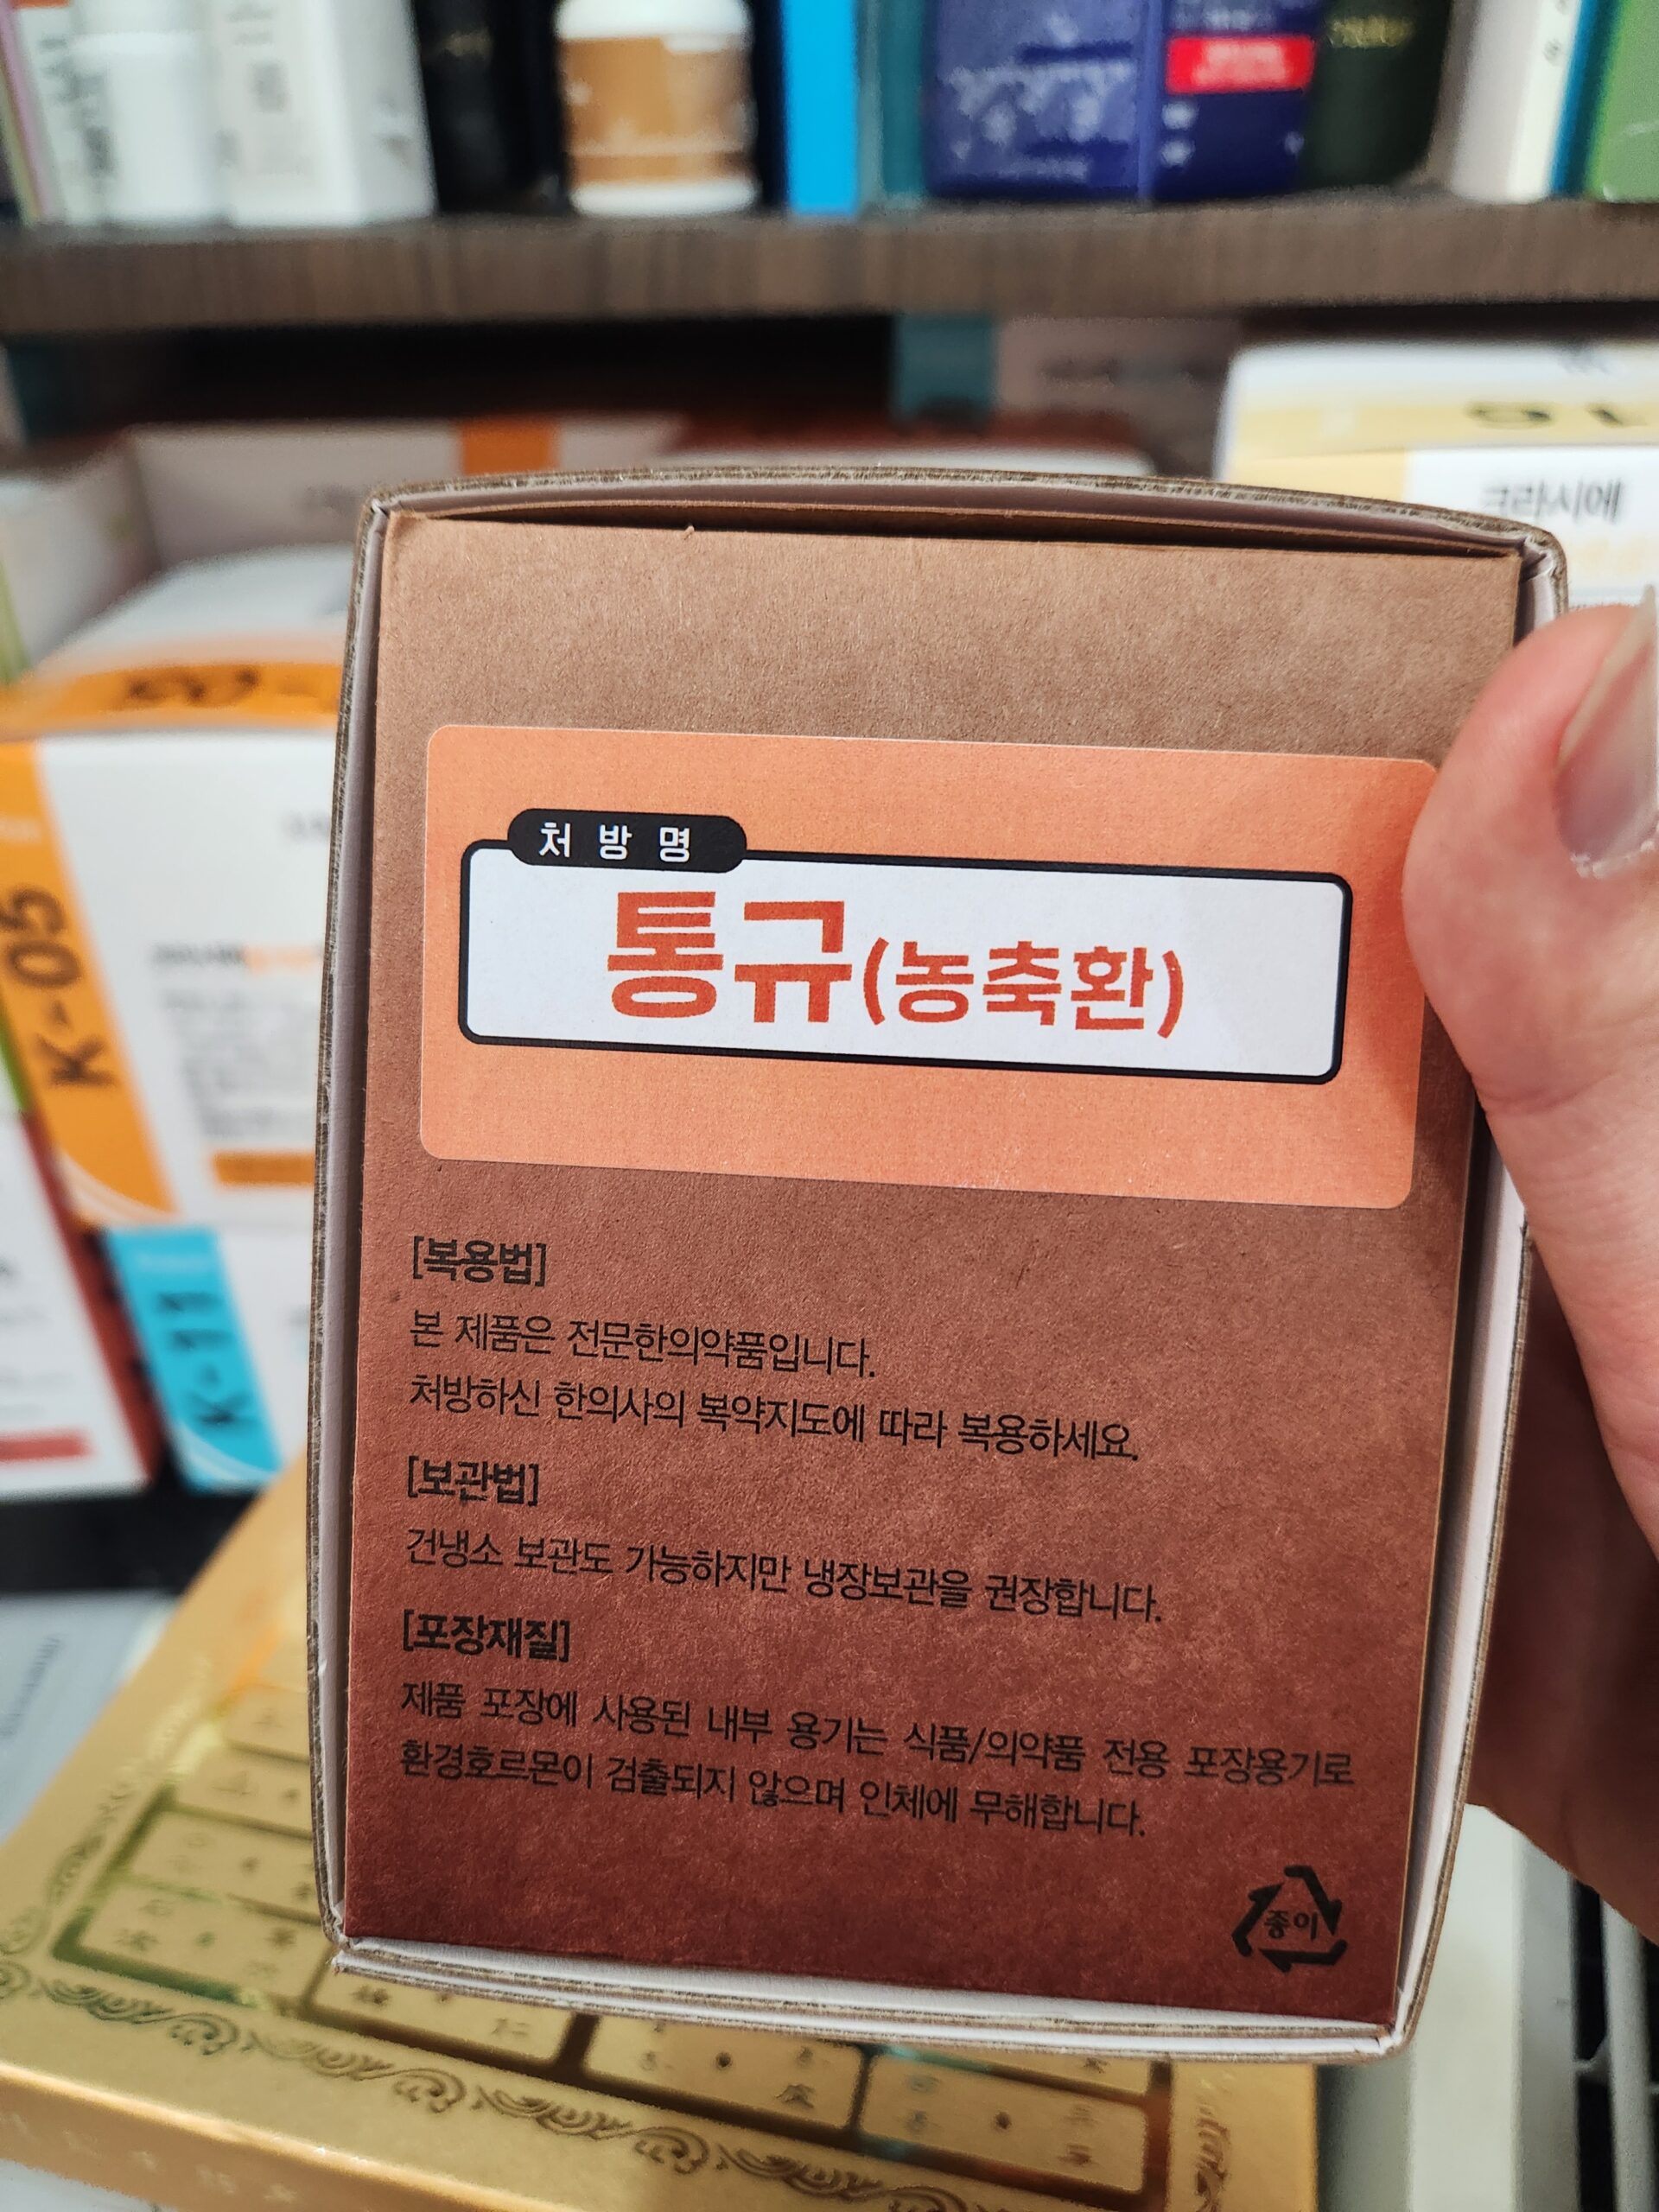 크라시에
K-05
K-11
처방명
통규(농축환)
[복용법]
본 제품은 전문한의약품입니다.
처방하신 한의사의 복약지도에 따라 복용하세요.
[보관법]
건냉소 보관도 가능하지만 냉장보관을 권장합니다.
[포장재질]
제품 포장에 사용된 내부 용기는 식품/의약품 전용 포장용기로
환경호르몬이 검출되지 않으며 인체에 무해합니다.
종이